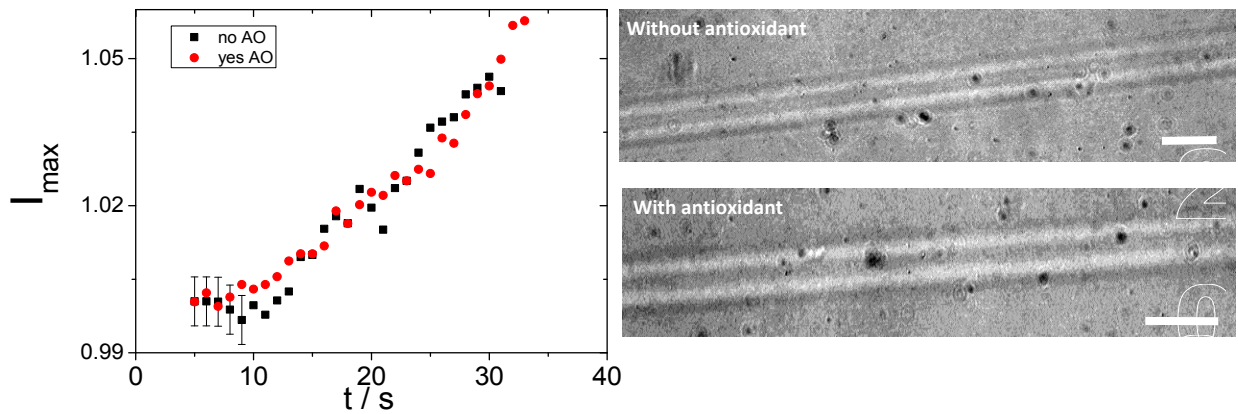 1.05
1.02
0.99
I_max
0
10
20
30
40
t / s
no AO
yes AO
Without antioxidant
With antioxidant